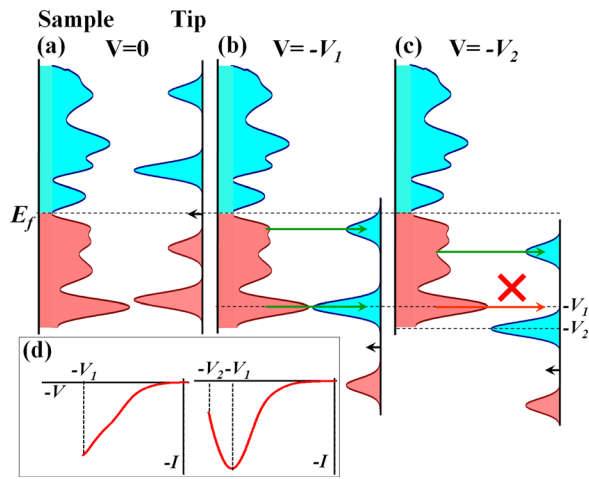 Sample Tip
(a) V=0 (b) V= -V1 (c) V= -V2
Ef
-V1
-V2
(d)
-V1 -V2 -V1
-V
-I -I